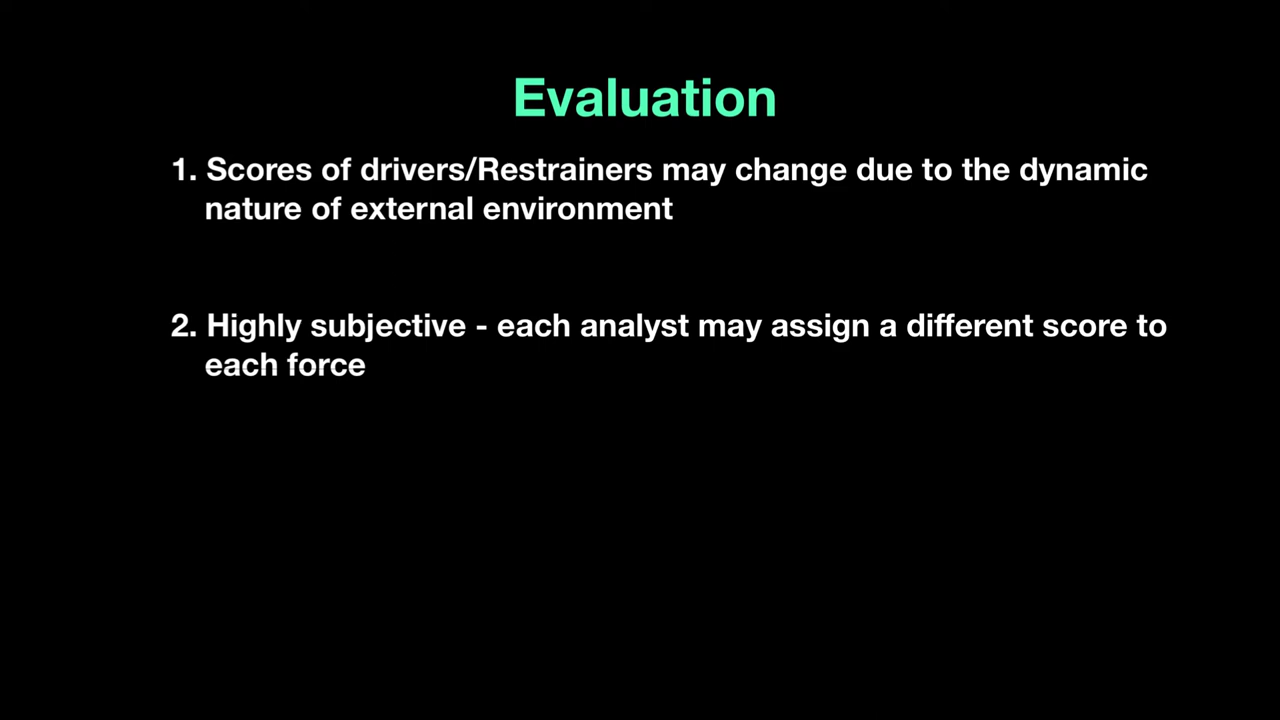 Evaluation
1. Scores of drivers/Restrainers may change due to the dynamic
nature of external environment
2. Highly subjective - each analyst may assign a different score to
each force